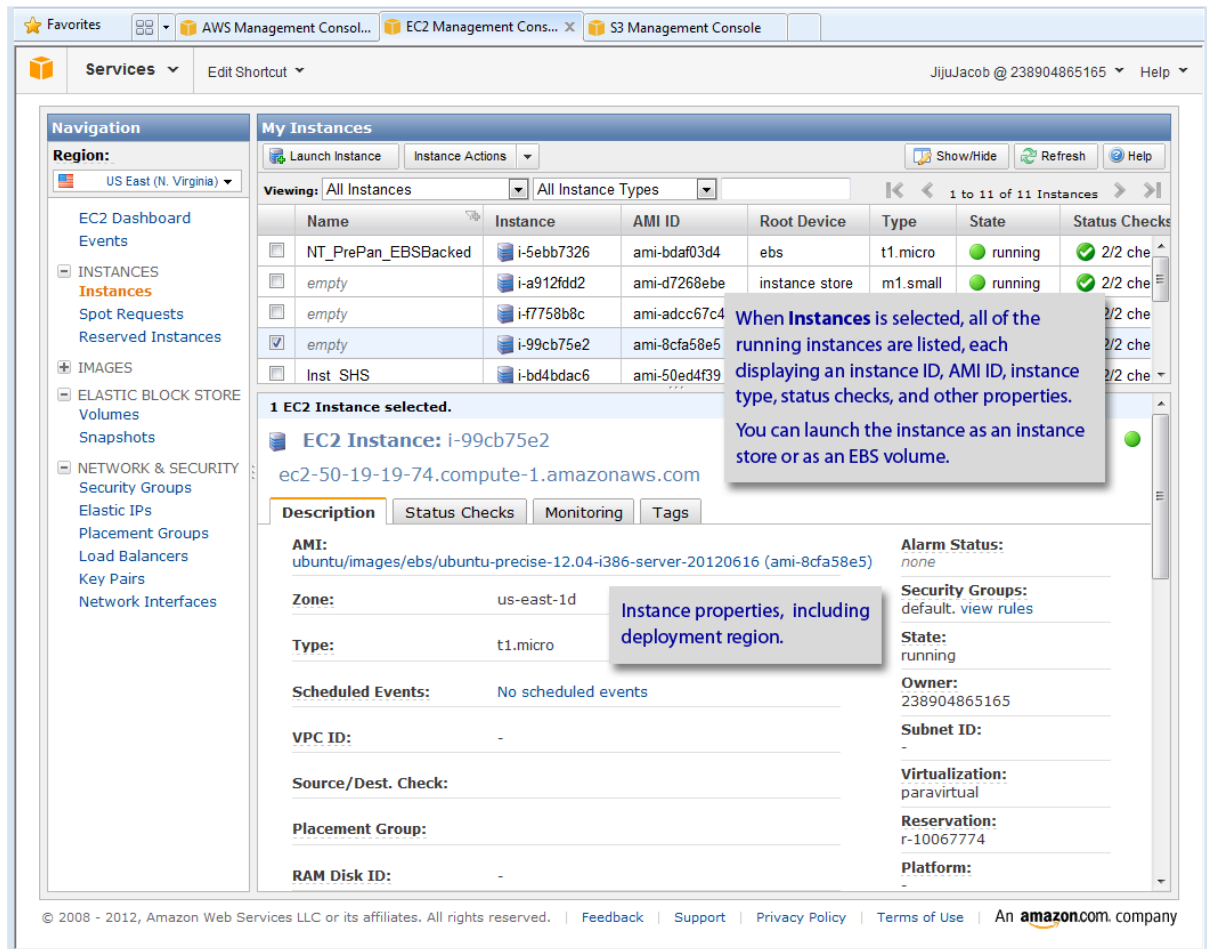 Favorites
AWS Management Consol...
EC2 Management Cons...
S3 Management Console
Services
Edit Shortcut
JijuJacob @ 238904865165
Help
Navigation
Region:
US East (N. Virginia)
EC2 Dashboard
Events
INSTANCES
Instances
Spot Requests
Reserved Instances
IMAGES
ELASTIC BLOCK STORE
Volumes
Snapshots
NETWORK & SECURITY
Security Groups
Elastic IPs
Placement Groups
Load Balancers
Key Pairs
Network Interfaces
My Instances
Launch Instance Instance Actions Show/Hide Refresh Help
Viewing: All Instances All Instance Types 1 to 11 of 11 Instances
Name Instance AMI ID Root Device Type State Status Checks
NT_PrePan_EBSBacked i-5ebb7326 ami-bdaf03d4 ebs t1.micro running 2/2 che
empty i-a912fdd2 ami-d7268ebe instance store m1.small running 2/2 che
empty i-f7758b8c ami-adcc67c4 2/2 che
empty i-99cb75e2 ami-8cfa58e5 2/2 che
Inst_SHS i-bd4bdac6 ami-50ed4f39 2/2 che
When Instances is selected, all of the
running instances are listed, each
displaying an instance ID, AMI ID, instance
type, status checks, and other properties.
You can launch the instance as an instance
store or as an EBS volume.
1 EC2 Instance selected.
EC2 Instance: i-99cb75e2
ec2-50-19-19-74.compute-1.amazonaws.com
Description Status Checks Monitoring Tags
AMI:
ubuntu/images/ebs/ubuntu-precise-12.04-i386-server-20120616 (ami-8cfa58e5)
Zone: us-east-1d
Type: t1.micro
Scheduled Events: No scheduled events
VPC ID: -
Source/Dest. Check:
Placement Group:
RAM Disk ID: -
Instance properties, including
deployment region.
Alarm Status:
none
Security Groups:
default. view rules
State:
running
Owner:
238904865165
Subnet ID:
-
Virtualization:
paravirtual
Reservation:
r-10067774
Platform:
-
© 2008 - 2012, Amazon Web Services LLC or its affiliates. All rights reserved. | Feedback | Support | Privacy Policy | Terms of Use | An amazon.com. company